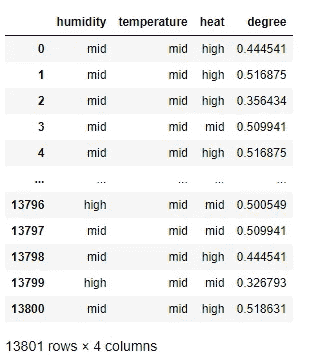 humidity temperature heat degree
0 mid mid high 0.444541
1 mid mid high 0.516875
2 mid mid high 0.356434
3 mid mid mid 0.509941
4 mid mid high 0.516875
... ... ... ... ...
13796 high mid mid 0.500549
13797 mid mid mid 0.509941
13798 mid mid high 0.444541
13799 high mid mid 0.326793
13800 mid mid high 0.518631
13801 rows × 4 columns